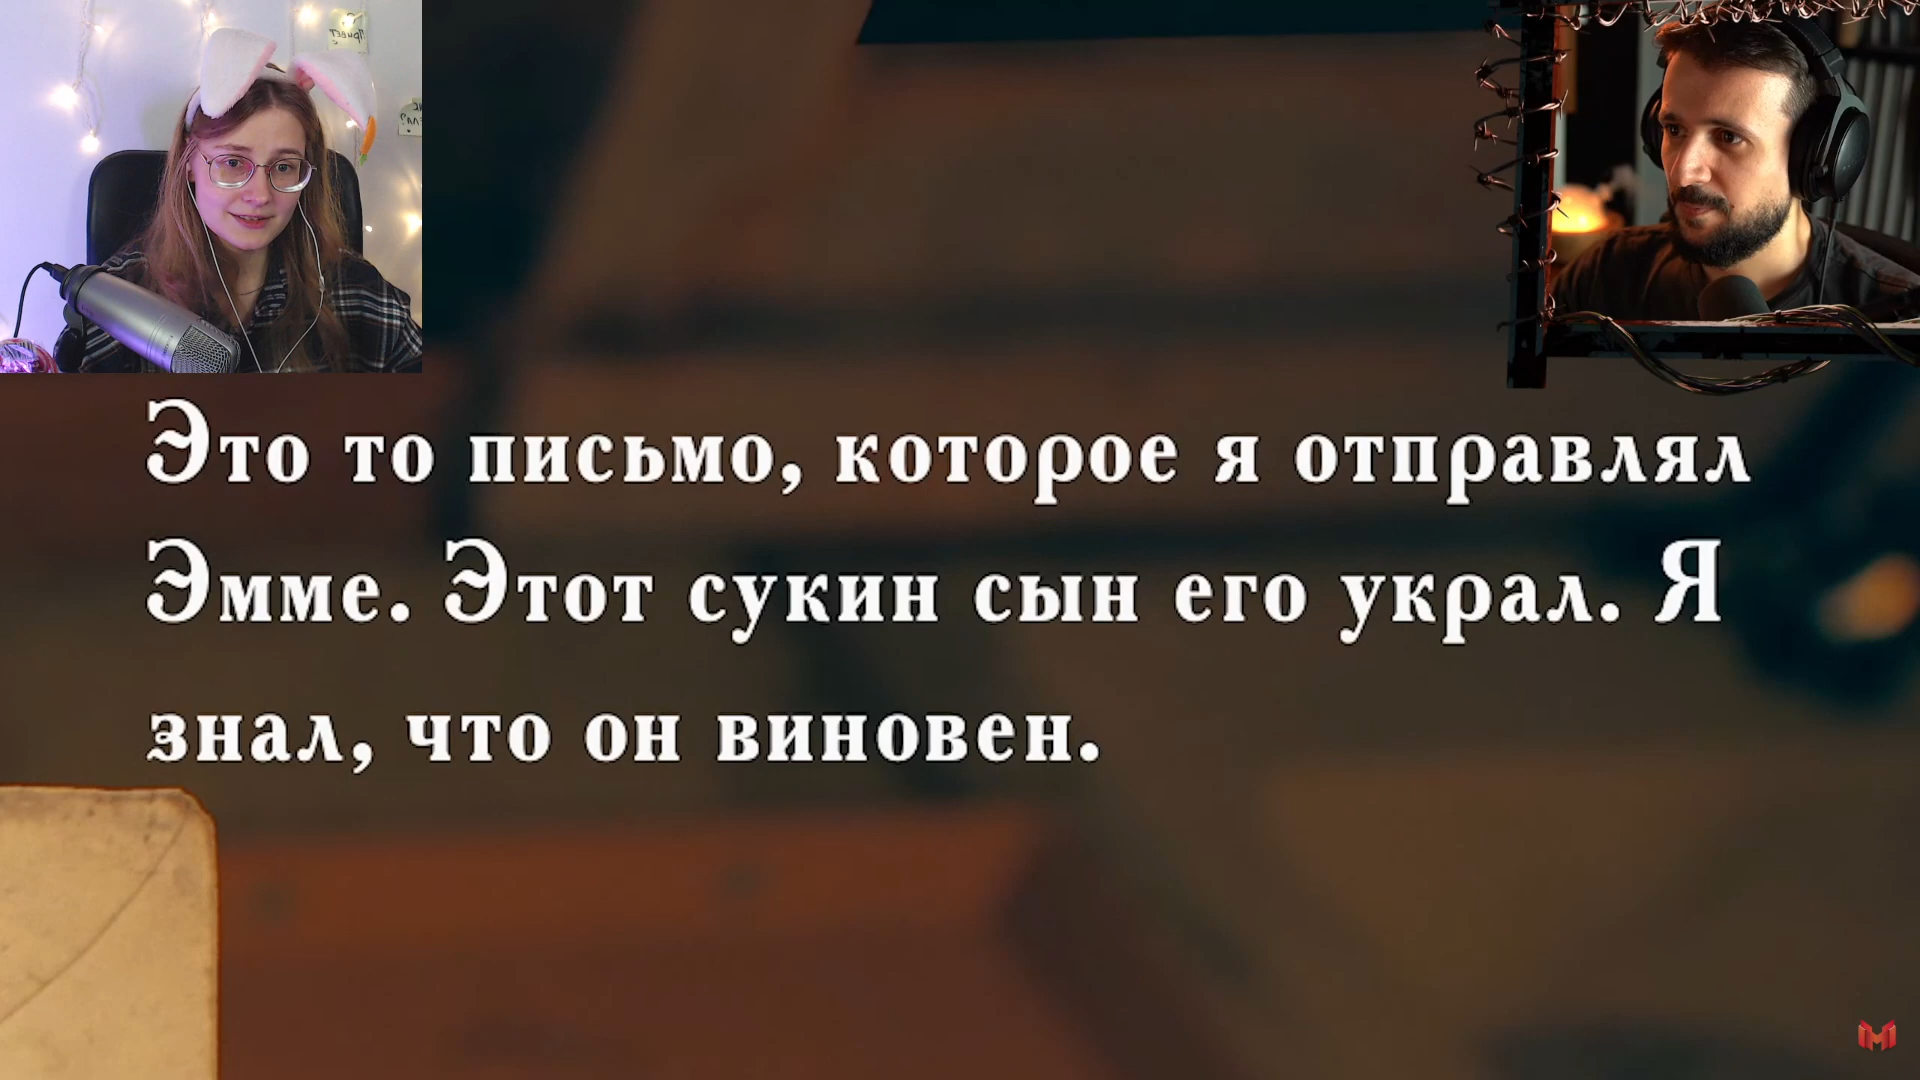 Это то письмо, которое я отправлял
Эмме. Этот сукин сын его украл. Я
знал, что он виновен.